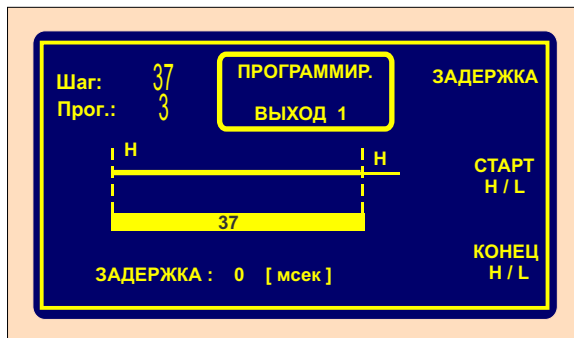 Шаг: 37
Прог.: 3
ПРОГРАММИР.
ВЫХОД 1
ЗАДЕРЖКА
H
H
СТАРТ
H / L
37
КОНЕЦ
H / L
ЗАДЕРЖКА : 0 [ мсек ]